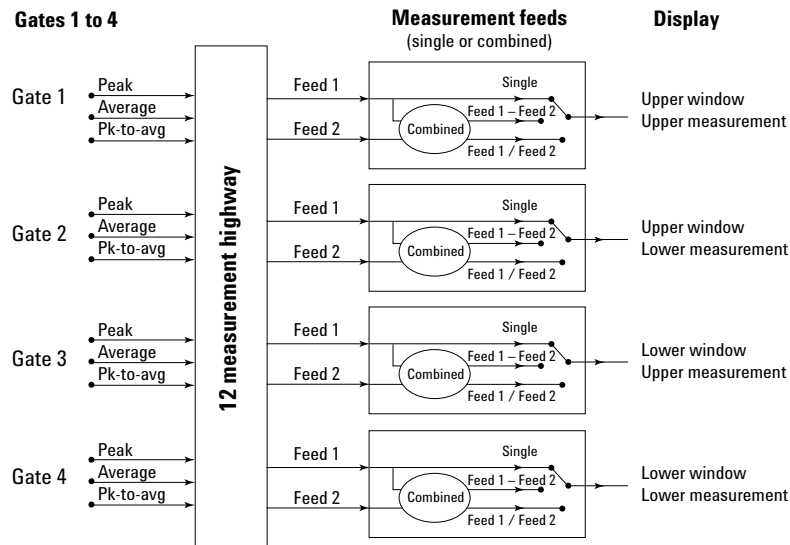 Gates 1 to 4
Measurement feeds
(single or combined)
Display
Gate 1
Peak
Average
Pk-to-avg
Gate 2
Peak
Average
Pk-to-avg
Gate 3
Peak
Average
Pk-to-avg
Gate 4
Peak
Average
Pk-to-avg
12 measurement highway
Feed 1
Feed 2
Single
Feed 1 – Feed 2
Combined
Feed 1 / Feed 2
Upper window
Upper measurement
Feed 1
Feed 2
Single
Feed 1 – Feed 2
Combined
Feed 1 / Feed 2
Upper window
Lower measurement
Feed 1
Feed 2
Single
Feed 1 – Feed 2
Combined
Feed 1 / Feed 2
Lower window
Upper measurement
Feed 1
Feed 2
Single
Feed 1 – Feed 2
Combined
Feed 1 / Feed 2
Lower window
Lower measurement